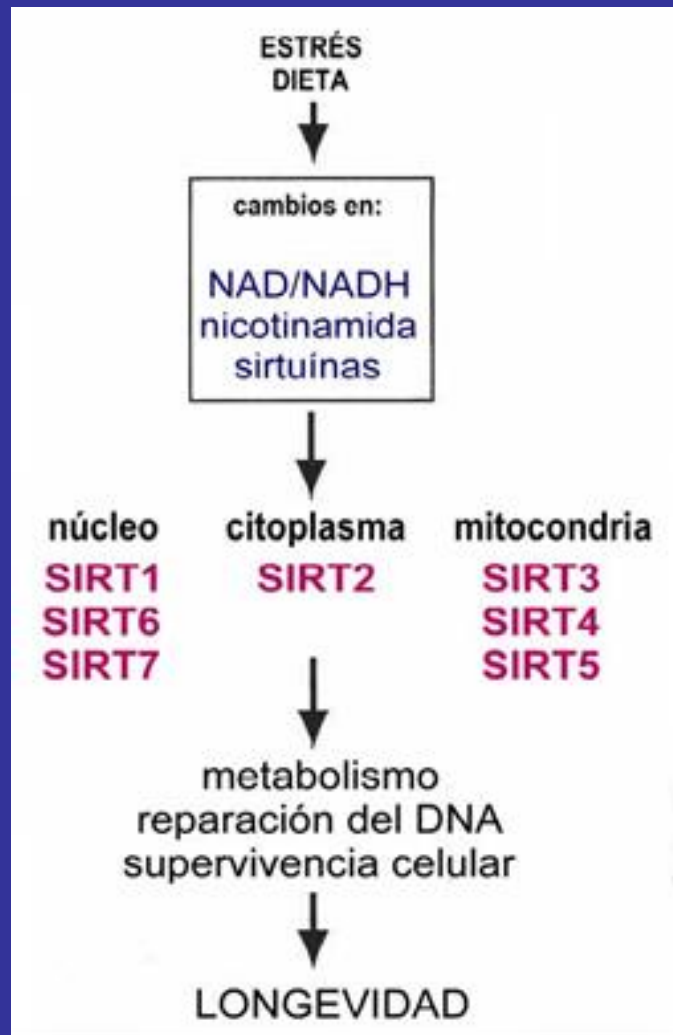 ESTRÉS
DIETA
cambios en:
NAD/NADH
nicotinamida
sirtuínas
núcleo citoplasma mitocondria
SIRT1 SIRT2 SIRT3
SIRT6 SIRT4
SIRT7 SIRT5
metabolismo
reparación del DNA
supervivencia celular
LONGEVIDAD